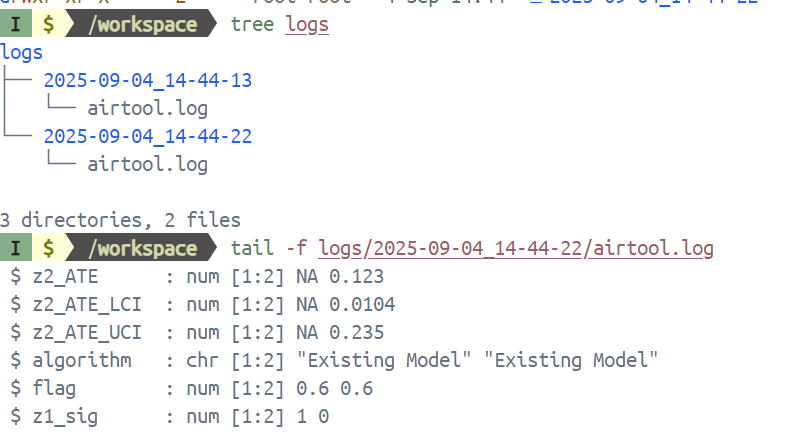 I $ /workspace tree logs
logs
├── 2025-09-04_14-44-13
│   └── airtool.log
└── 2025-09-04_14-44-22
    └── airtool.log
3 directories, 2 files
I $ /workspace tail -f logs/2025-09-04_14-44-22/airtool.log
$ z2_ATE      : num [1:2] NA 0.123
$ z2_ATE_LCI  : num [1:2] NA 0.0104
$ z2_ATE_UCI  : num [1:2] NA 0.235
$ algorithm   : chr [1:2] "Existing Model" "Existing Model"
$ flag        : num [1:2] 0.6 0.6
$ z1_sig      : num [1:2] 1 0